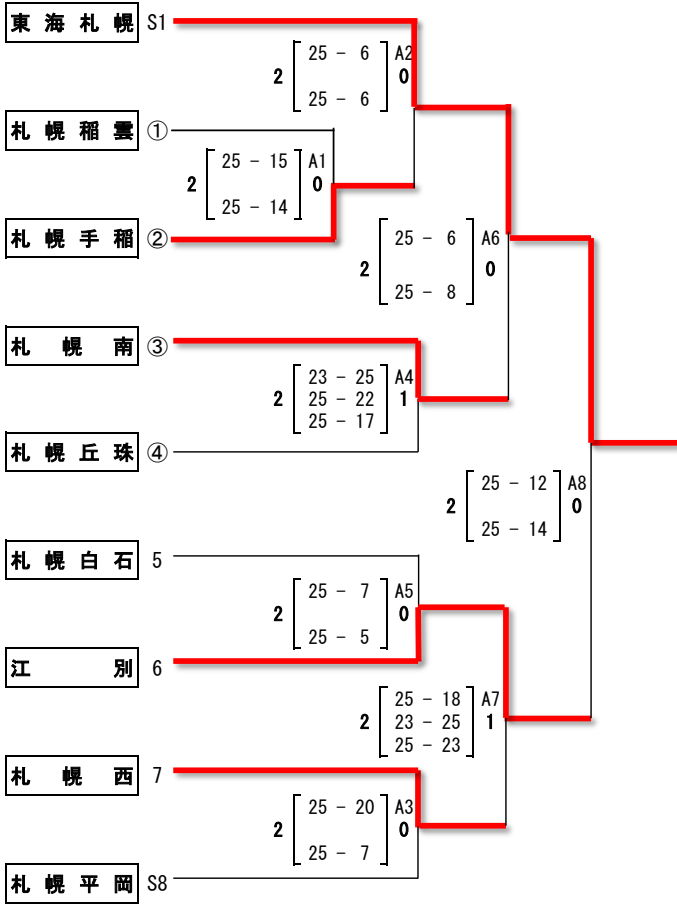 東海札幌 S1
25 - 6 A2
2 0
25 - 6
札幌稲雲 ①
25 - 15 A1
2 0
25 - 14
札幌手稲 ②
25 - 6 A6
2 0
25 - 8
札幌南 ③
23 - 25 A4
2 25 - 22 1
25 - 17
札幌丘珠 ④
25 - 12 A8
2 0
25 - 14
札幌白石 5
25 - 7 A5
2 0
25 - 5
江別 6
25 - 18 A7
2 23 - 25 1
25 - 23
札幌西 7
25 - 20 A3
2 0
25 - 7
札幌平岡 S8